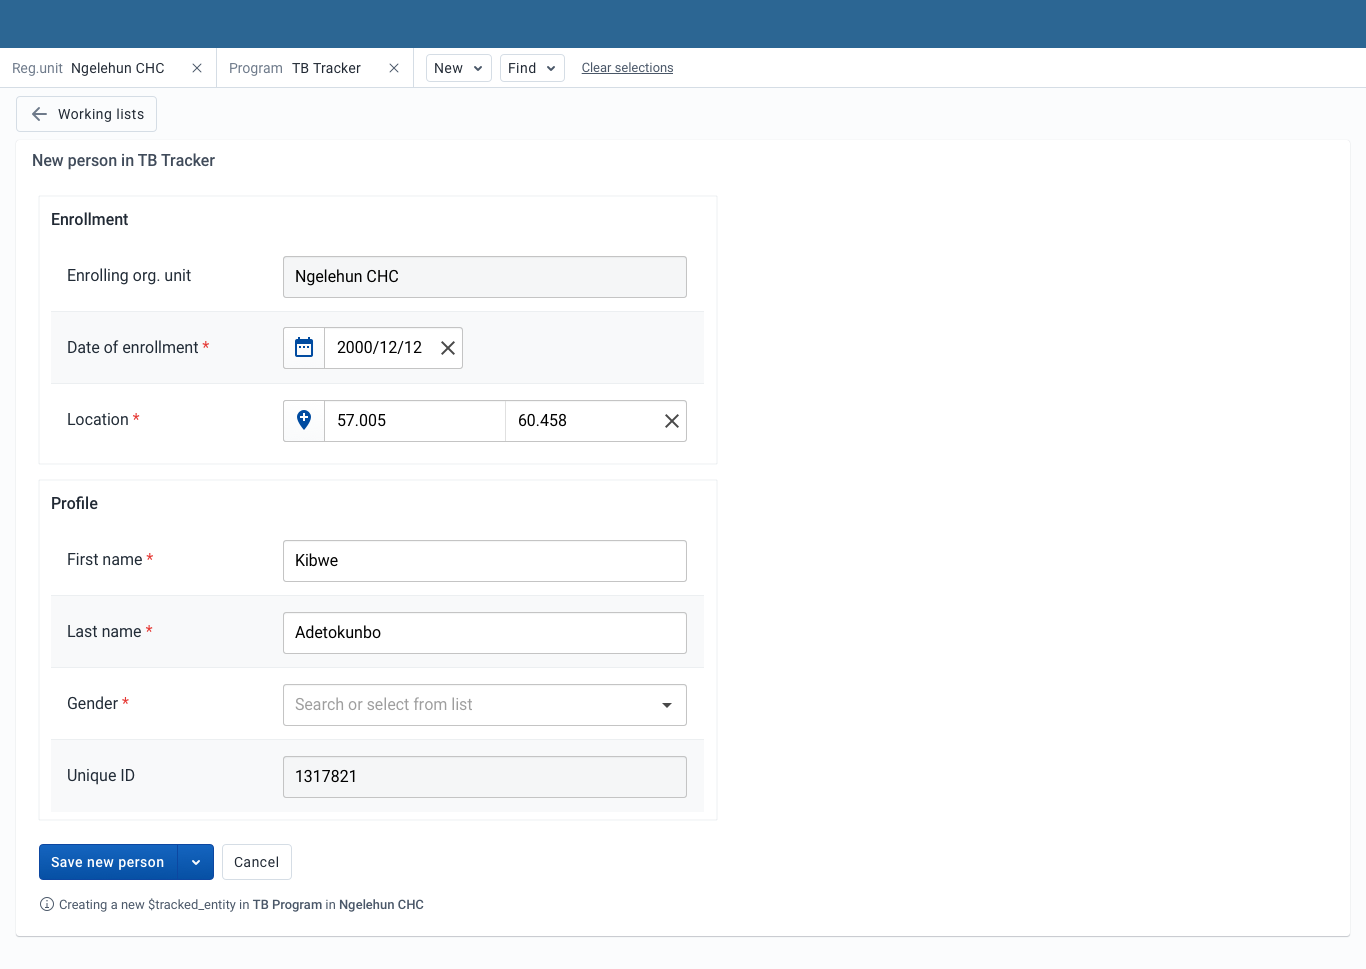 Reg.unit Ngelehun CHC Program TB Tracker New Find Clear selections
Working lists
New person in TB Tracker
Enrollment
Enrolling org. unit Ngelehun CHC
Date of enrollment * 2000/12/12
Location * 57.005 60.458
Profile
First name * Kibwe
Last name * Adetokunbo
Gender * Search or select from list
Unique ID 1317821
Save new person Cancel
Creating a new $tracked_entity in TB Program in Ngelehun CHC